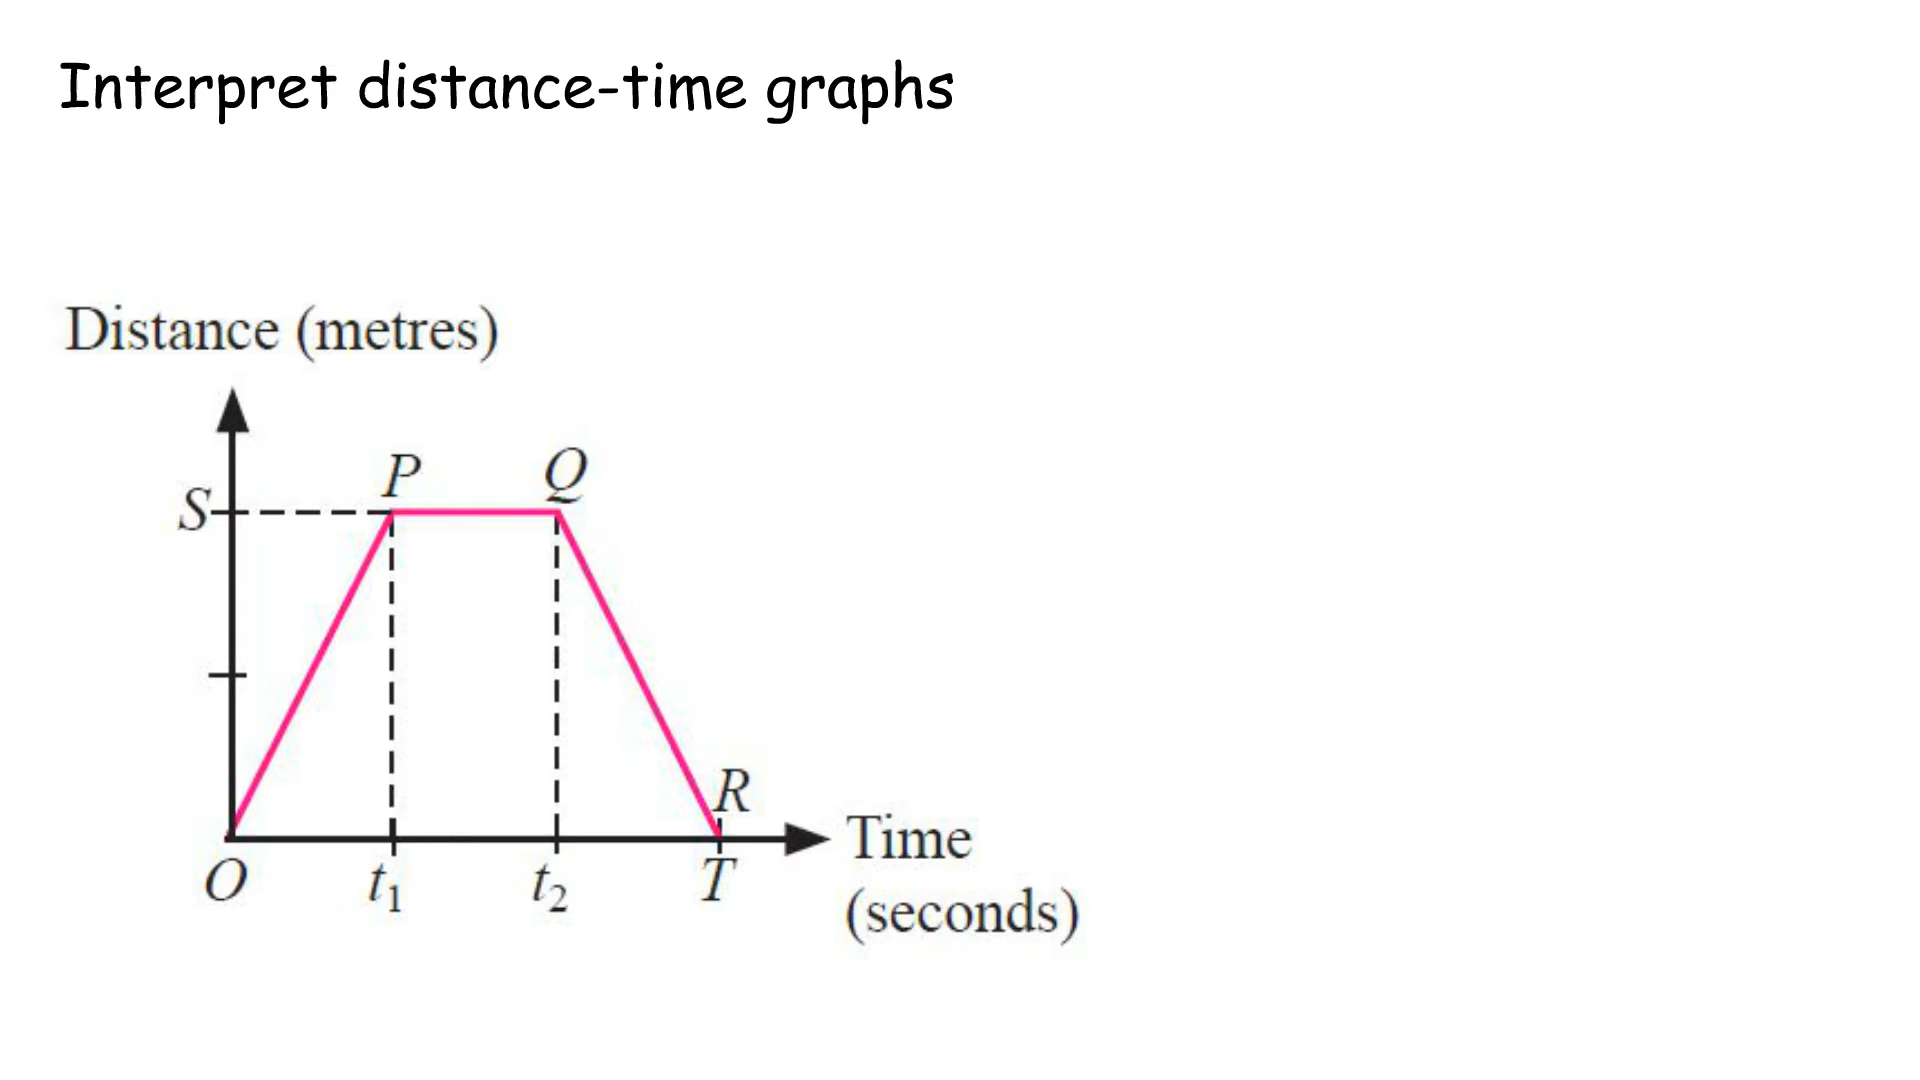 Interpret distance-time graphs
Distance (metres)
P Q
S
R
Time
O t₁ t₂ T
(seconds)